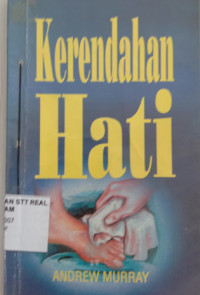 Kerendahan
Hati
AN STT REAL
AM
ANDREW MURRAY